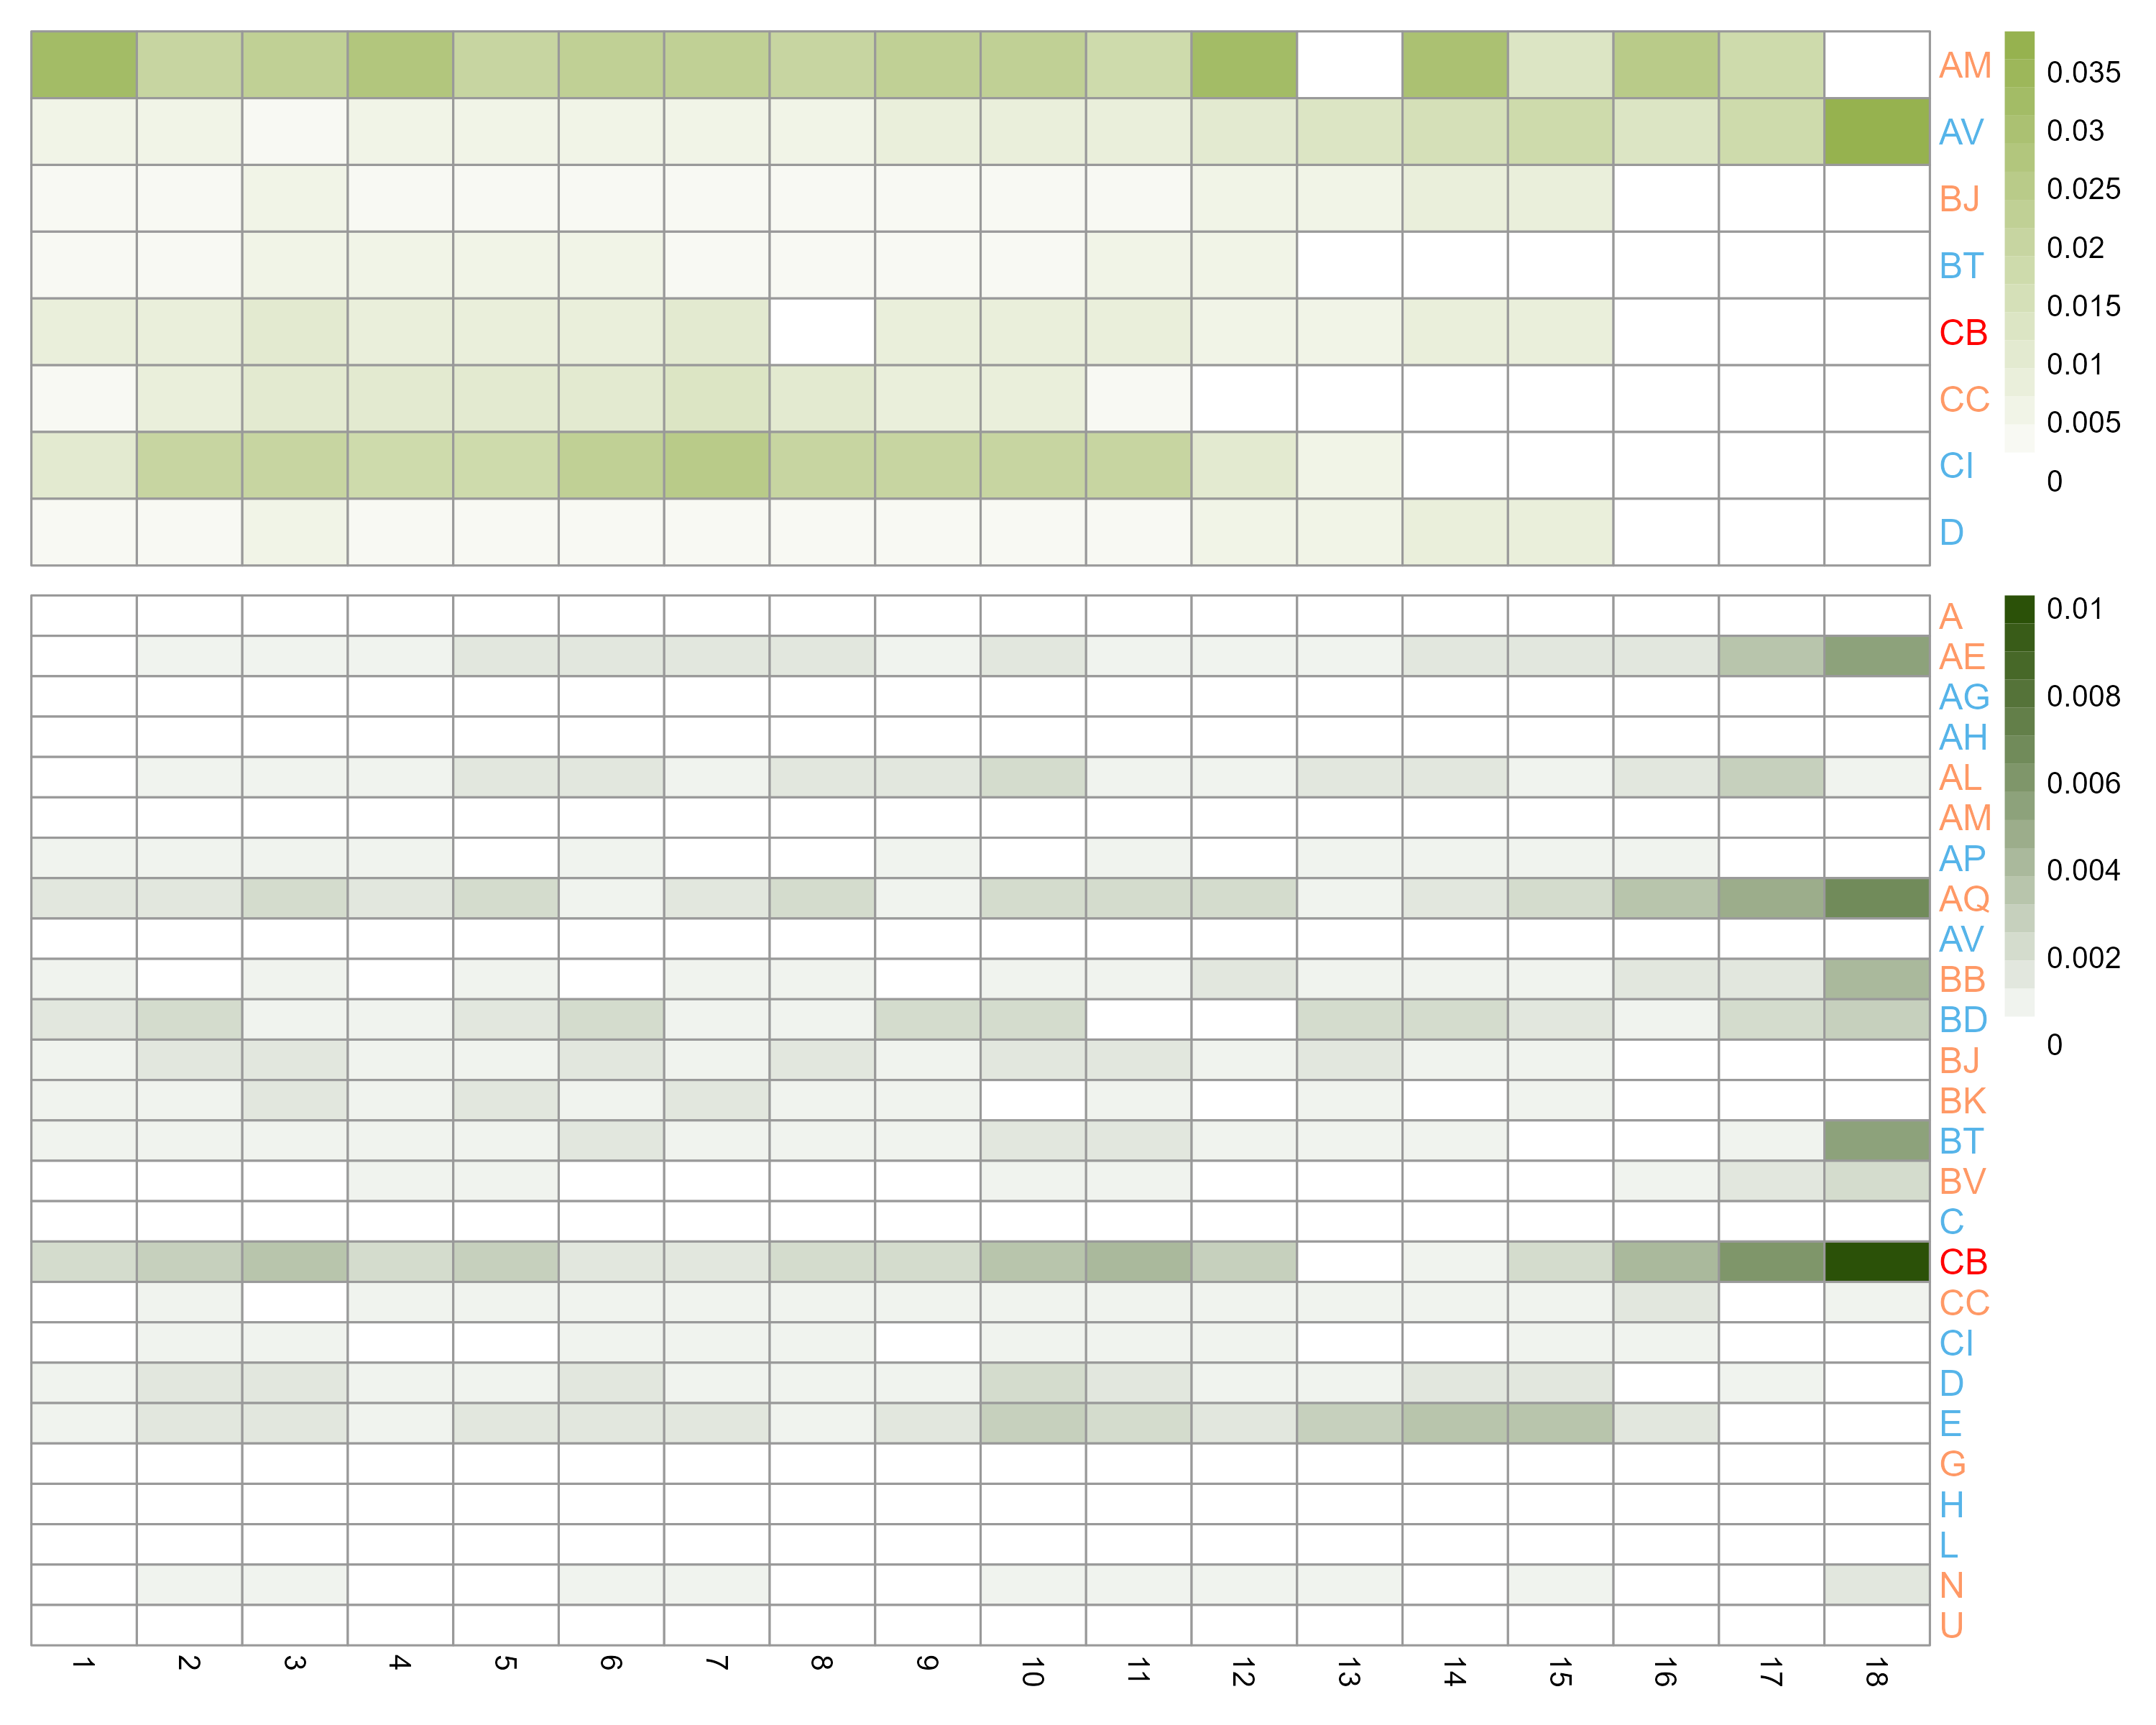 AM
AV
BJ
BT
CB
CC
CI
D
0.035
0.03
0.025
0.02
0.015
0.01
0.005
0
A
AE
AG
AH
AL
AM
AP
AQ
AV
BB
BD
BJ
BK
BT
BV
C
CB
CC
CI
D
E
G
H
L
N
U
0.01
0.008
0.006
0.004
0.002
0
1 2 3 4 5 6 7 8 9 10 11 12 13 14 15 16 17 18